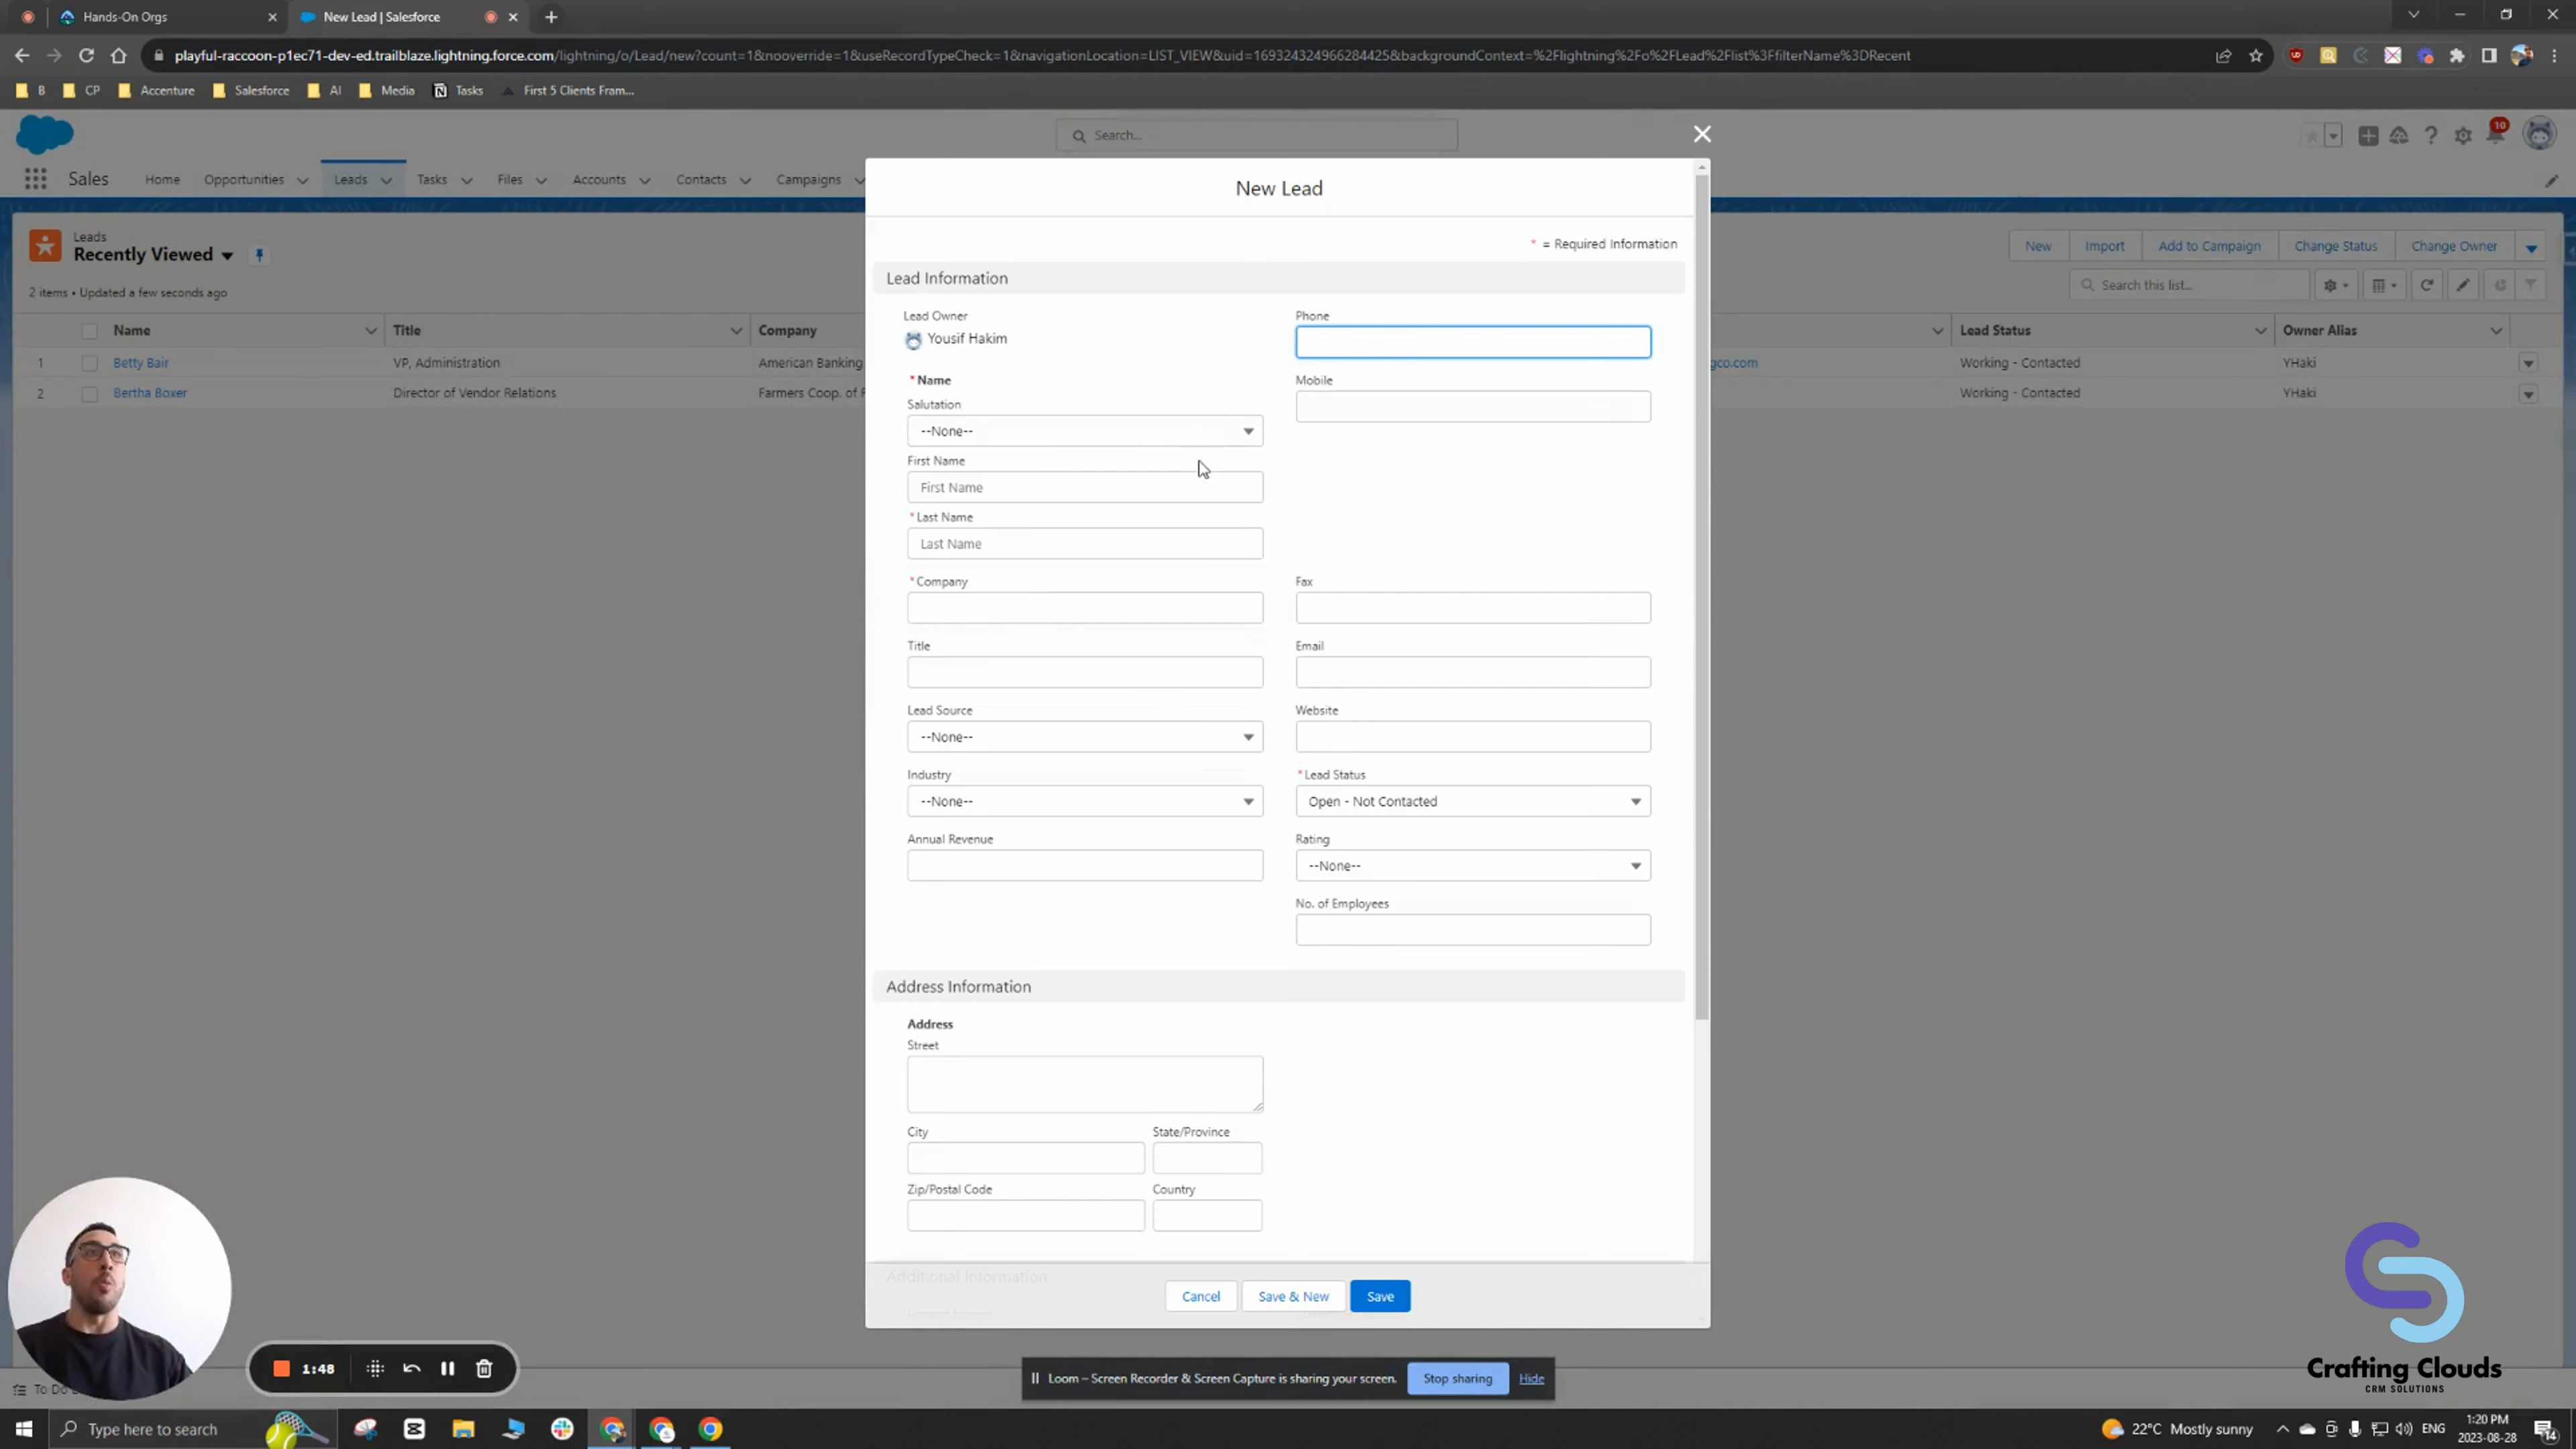 Hands-On Orgs
New Lead | Salesforce
playful-raccoon-p1ec71-dev-ed.trailblaze.lightning.force.com/lightning/o/Lead/new?count=1&nooverride=1&useRecordTypeCheck=1&navigationLocation=LIST_VIEW&uid=169324324966284425&backgroundContext=%2Flightning%2Fo%2FLead%2Flist%3FfilterName%3DRecent
B CP Accenture Salesforce AI Media Tasks First 5 Clients Fram...
Search...
10
Sales Home Opportunities Leads Tasks Files Accounts Contacts Campaigns
Leads
Recently Viewed
New Import Add to Campaign Change Status Change Owner
2 items • Updated a few seconds ago
Search this list...
Name Title Company Lead Status Owner Alias
1 Betty Bair VP, Administration American Banking gco.com Working - Contacted YHaki
2 Bertha Boxer Director of Vendor Relations Farmers Coop. of F Working - Contacted YHaki
New Lead
* = Required Information
Lead Information
Lead Owner
Yousif Hakim
Phone
* Name
Mobile
Salutation
--None--
First Name
First Name
* Last Name
Last Name
* Company
Fax
Title
Email
Lead Source
--None--
Website
Industry
--None--
* Lead Status
Open - Not Contacted
Annual Revenue
Rating
--None--
No. of Employees
Address Information
Address
Street
City
State/Province
Zip/Postal Code
Country
Additional Information
Cancel Save & New Save
1:48
Loom – Screen Recorder & Screen Capture is sharing your screen. Stop sharing Hide
To Do
Crafting Clouds
CRM SOLUTIONS
Type here to search
22°C Mostly sunny
ENG
1:20 PM
2023-08-28
14